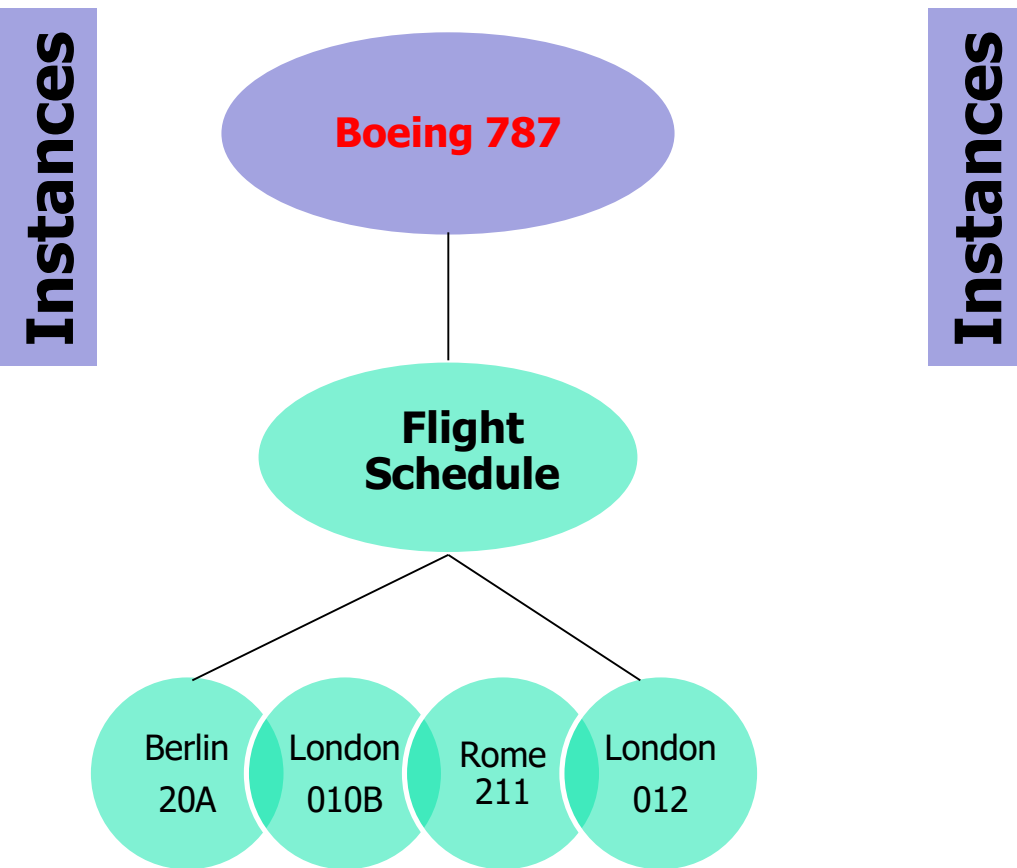 Instances
Boeing 787
Instances
Flight
Schedule
Berlin
20A
London
010B
Rome
211
London
012